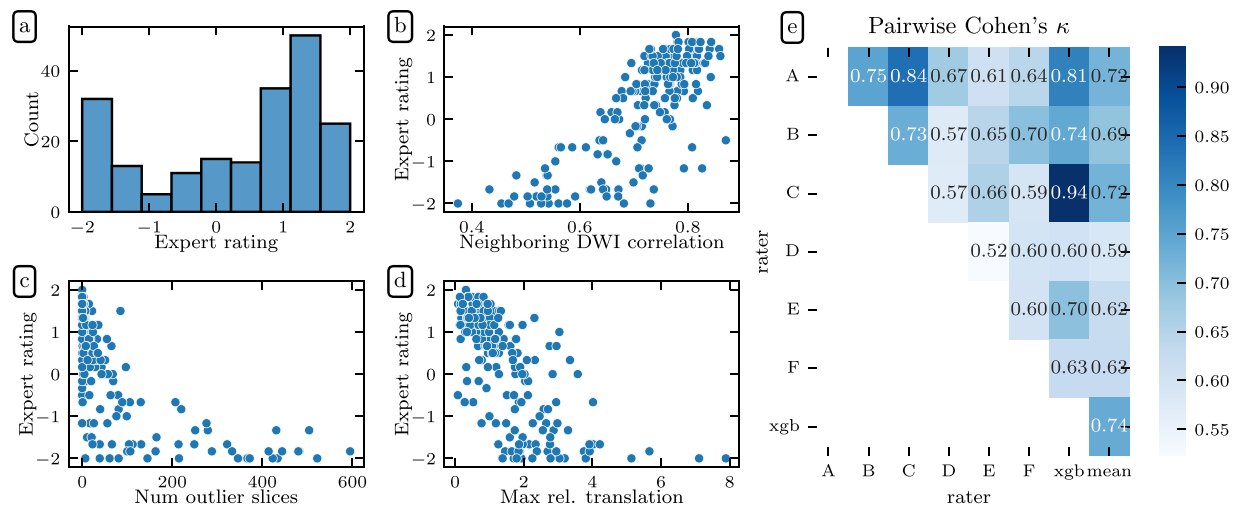 a
Count
40
20
0
−2
−1
0
1
2
Expert rating
b
Expert rating
2
1
0
−1
−2
0.4
0.6
0.8
Neighboring DWI correlation
c
Expert rating
2
1
0
−1
−2
0
200
400
600
Num outlier slices
d
Expert rating
2
1
0
−1
−2
0
2
4
6
8
Max rel. translation
e
Pairwise Cohen's κ
rater
A 0.75 0.84 0.67 0.61 0.64 0.81 0.72
B 0.73 0.57 0.65 0.70 0.74 0.69
C 0.57 0.66 0.59 0.94 0.72
D 0.52 0.60 0.60 0.59
E 0.60 0.70 0.62
F 0.63 0.63
xgb 0.74
A B C D E F xgb mean
rater
0.90
0.85
0.80
0.75
0.70
0.65
0.60
0.55